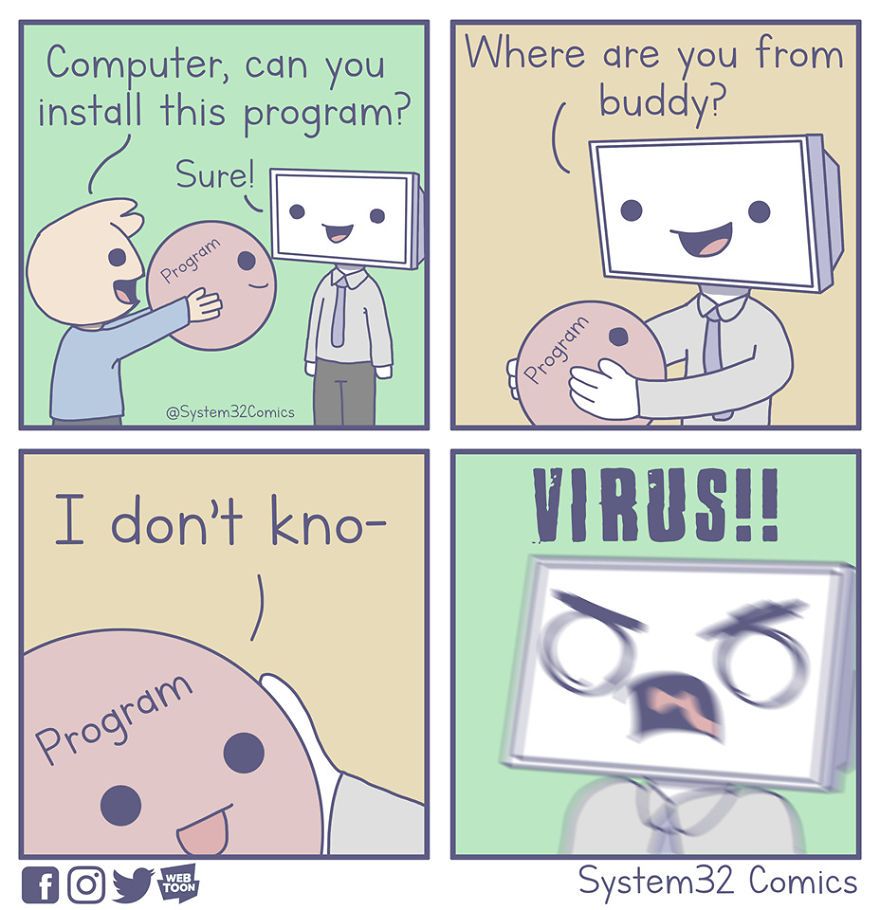 Computer, can you
install this program?
Sure!
Program
@System32Comics
Where are you from
buddy?
Program
I don't kno-
Program
VIRUS!!
f
WEB
TOON
System32 Comics